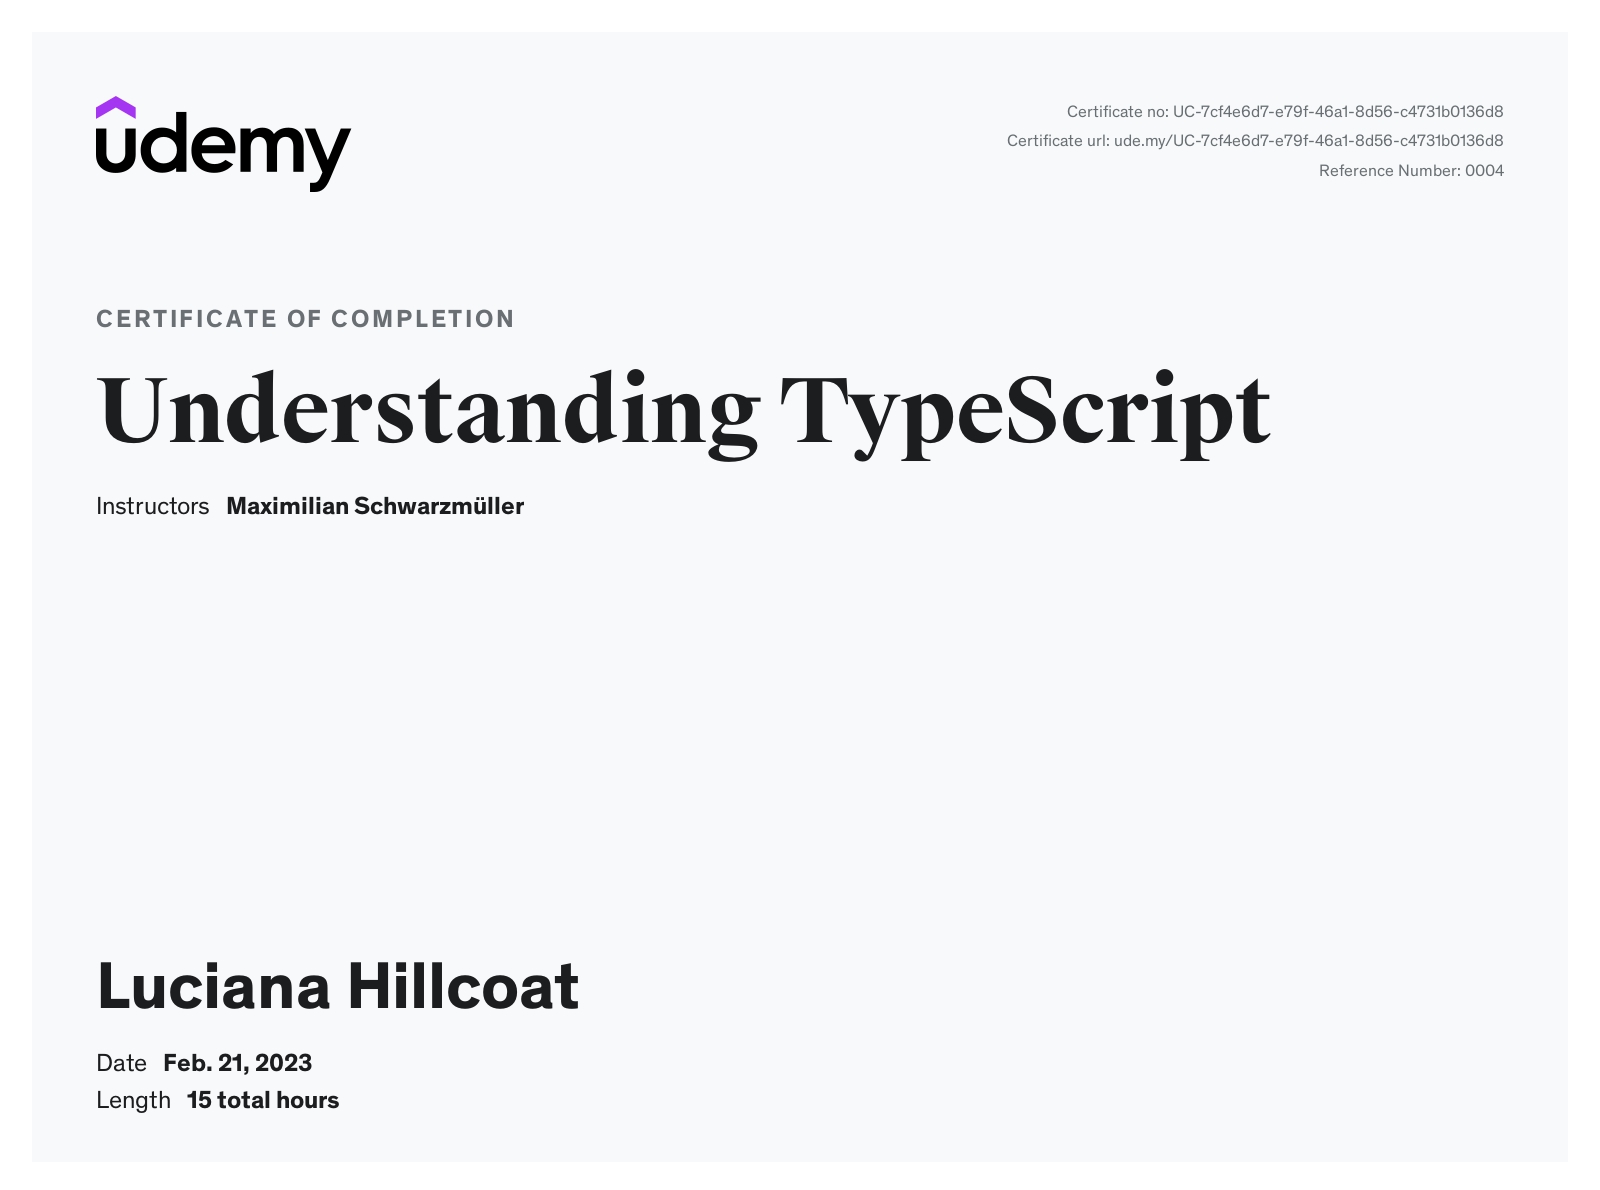 udemy
Certificate no: UC-7cf4e6d7-e79f-46a1-8d56-c4731b0136d8
Certificate url: ude.my/UC-7cf4e6d7-e79f-46a1-8d56-c4731b0136d8
Reference Number: 0004
CERTIFICATE OF COMPLETION
Understanding TypeScript
Instructors Maximilian Schwarzmüller
Luciana Hillcoat
Date Feb. 21, 2023
Length 15 total hours